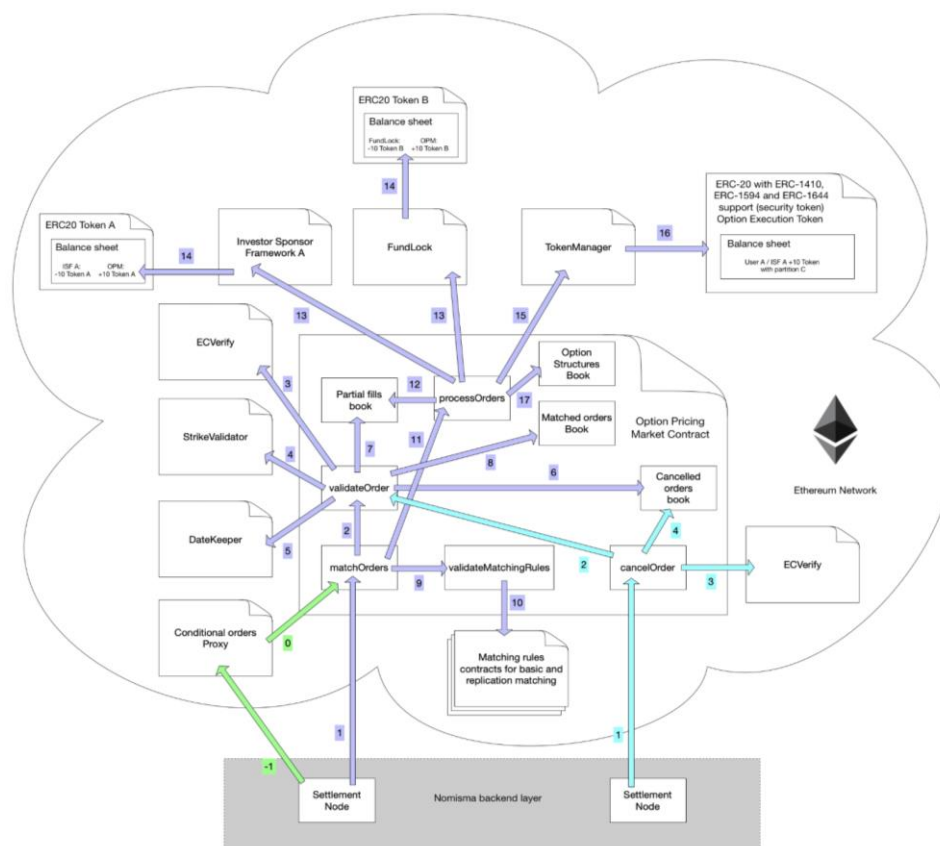 ERC20 Token B
Balance sheet
FundLock: OPM:
-10 Token B +10 Token B
14
ERC-20 with ERC-1410,
ERC-1594 and ERC-1644
support (security token)
Option Execution Token
Balance sheet
User A / ISF A +10 Token
with partition C
ERC20 Token A
Balance sheet
ISF A: OPM:
-10 Token A +10 Token A
14
Investor Sponsor
Framework A
FundLock
TokenManager
16
13
13
15
ECVerify
3
Partial fills
book
12
processOrders
17
Option
Structures
Book
Matched orders
Book
Option Pricing
Market Contract
StrikeValidator
4
7
11
8
6
validateOrder
Cancelled
orders
book
Ethereum Network
DateKeeper
5
2
4
2
matchOrders
9
validateMatchingRules
cancelOrder
3
ECVerify
10
Conditional orders
Proxy
0
Matching rules
contracts for basic and
replication matching
1
1
-1
Settlement
Node
Nomisma backend layer
Settlement
Node